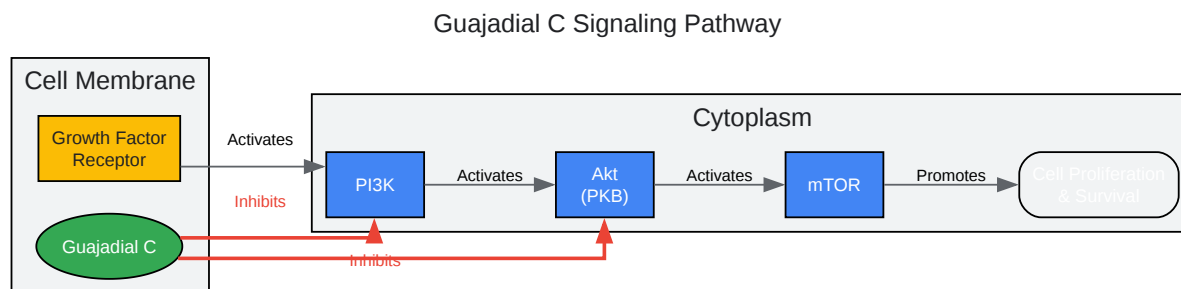 Guajadial C Signaling Pathway
Cell Membrane
Cytoplasm
Growth Factor
Receptor
Activates
PI3K
Activates
Akt
(PKB)
Activates
mTOR
Promotes
Cell Proliferation
& Survival
Inhibits
Guajadial C
Inhibits